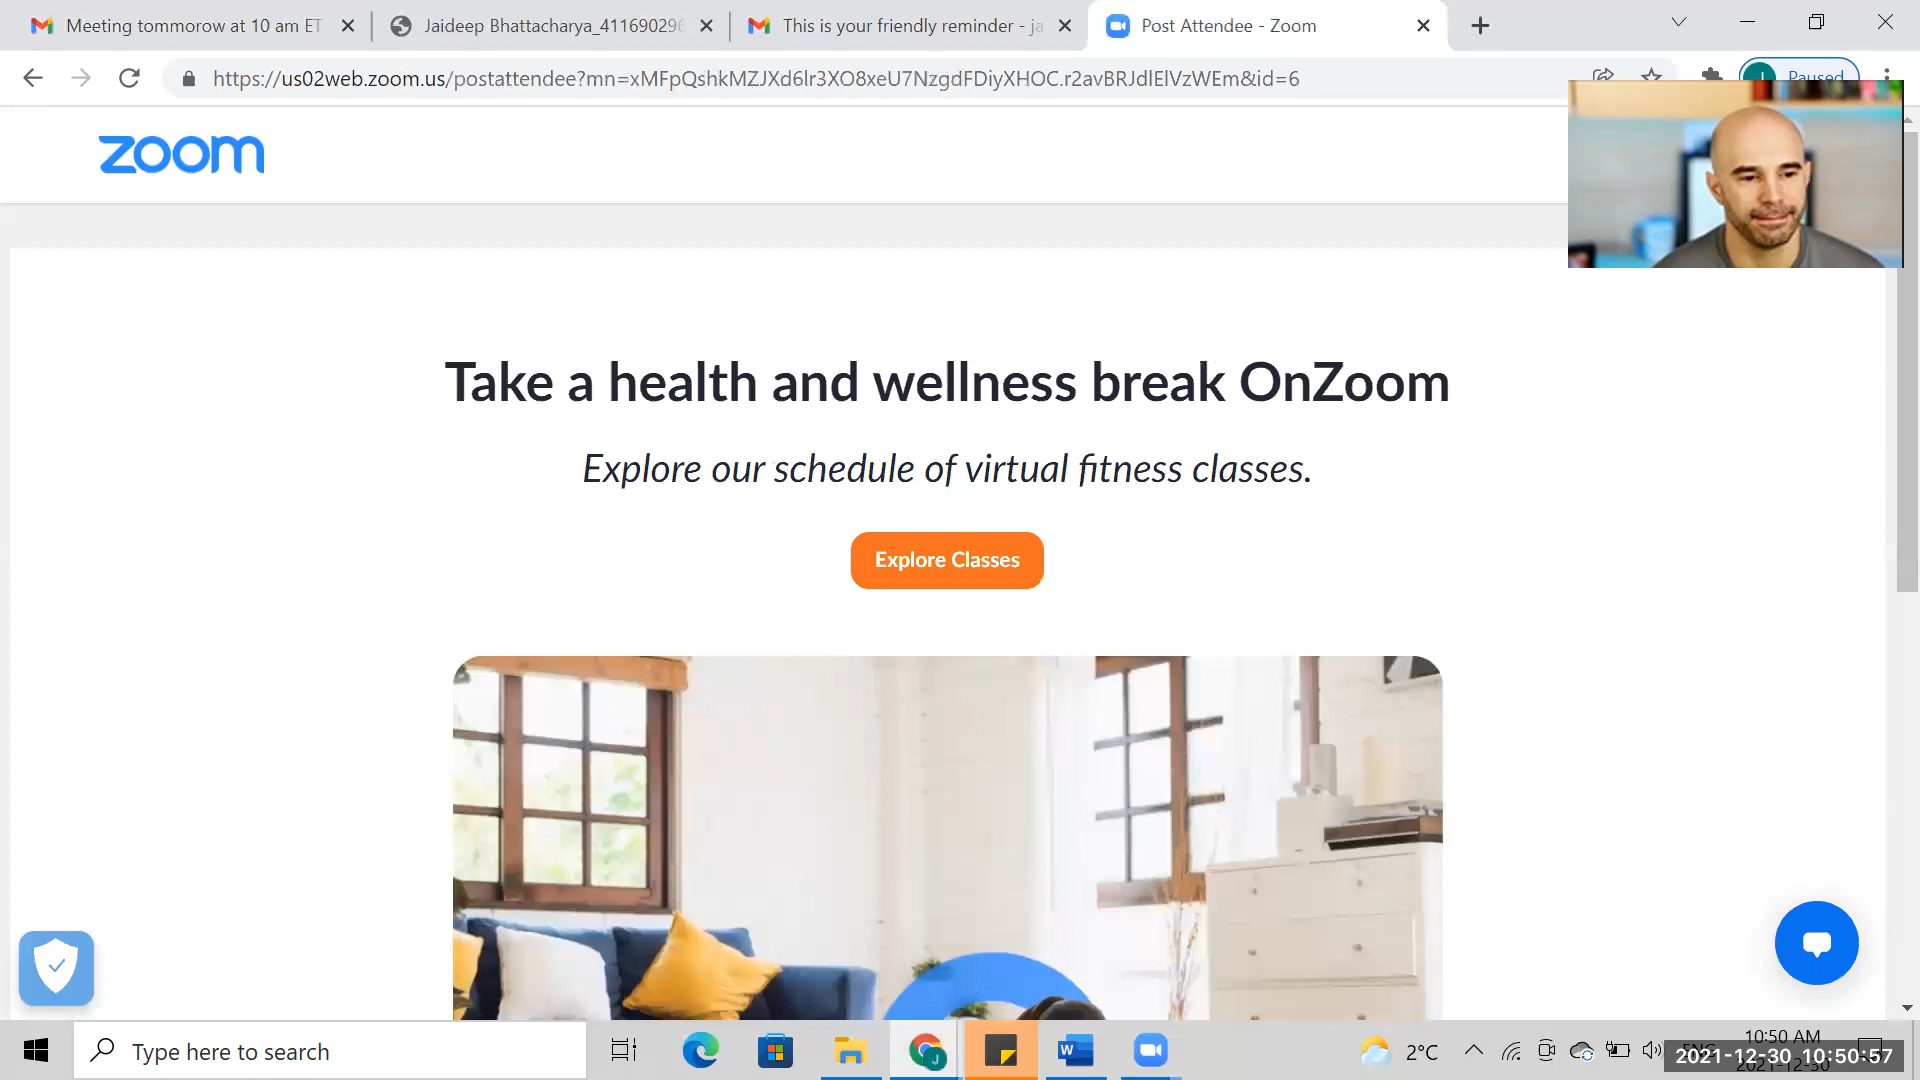 Meeting tommorow at 10 am ET
Jaideep Bhattacharya_411690296
This is your friendly reminder - ja
Post Attendee - Zoom
https://us02web.zoom.us/postattendee?mn=xMFpQshkMZJXd6lr3XO8xeU7NzgdFDiyXHOC.r2avBRJdlElVzWEm&id=6
J
Paused
zoom
Take a health and wellness break OnZoom
Explore our schedule of virtual fitness classes.
Explore Classes
Type here to search
J
W
2°C
10:50 AM
2021-12-30 10:50:57